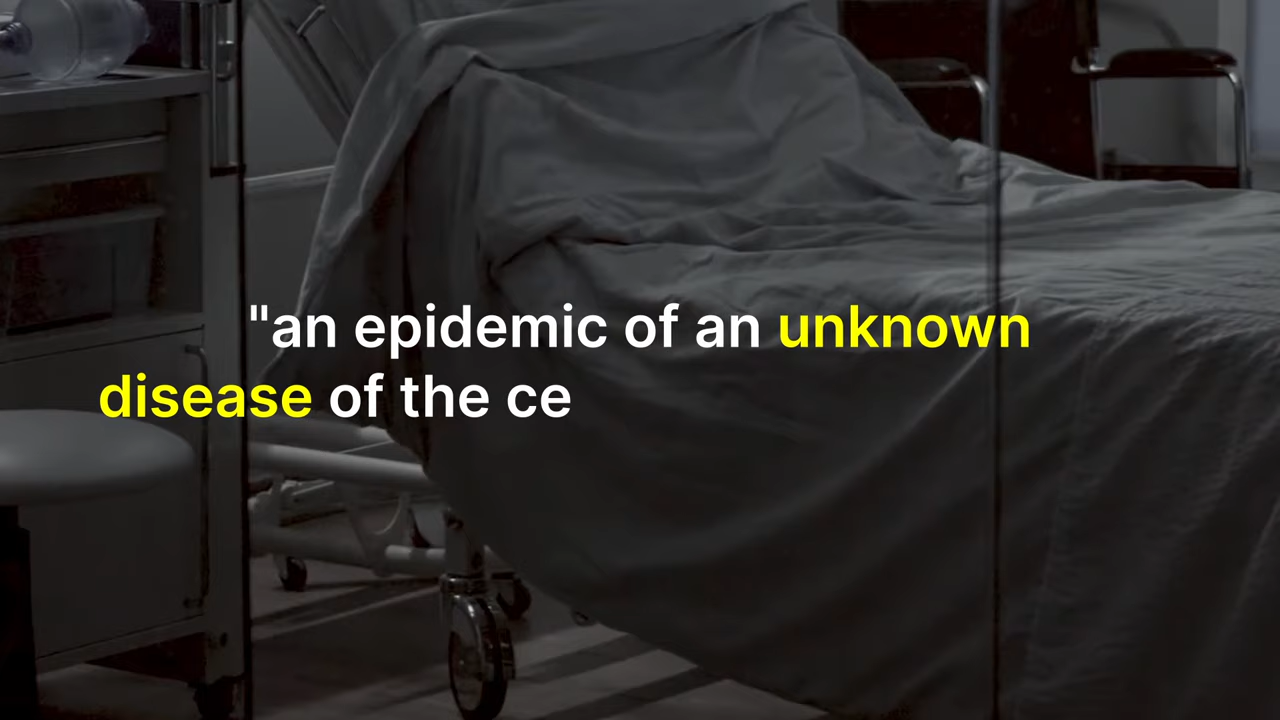 "an epidemic of an unknown
disease of the ce